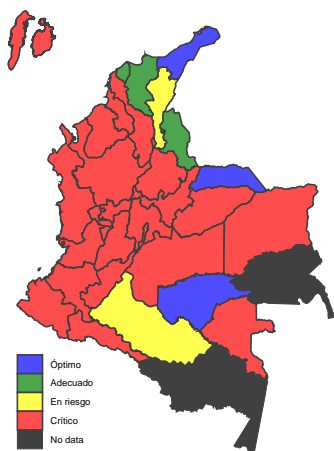 Óptimo
Adecuado
En riesgo
Crítico
No data